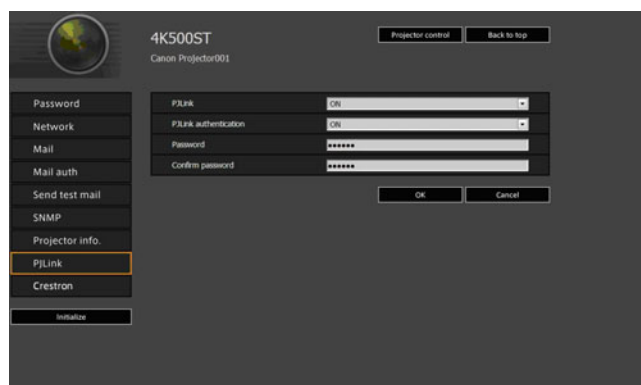 4K500ST
Projector control
Back to top
Canon Projector001
Password
Network
Mail
Mail auth
Send test mail
SNMP
Projector info.
PJLink
Crestron
Initialize
PJLink
ON
PJLink authentication
ON
Password
••••••
Confirm password
••••••
OK
Cancel